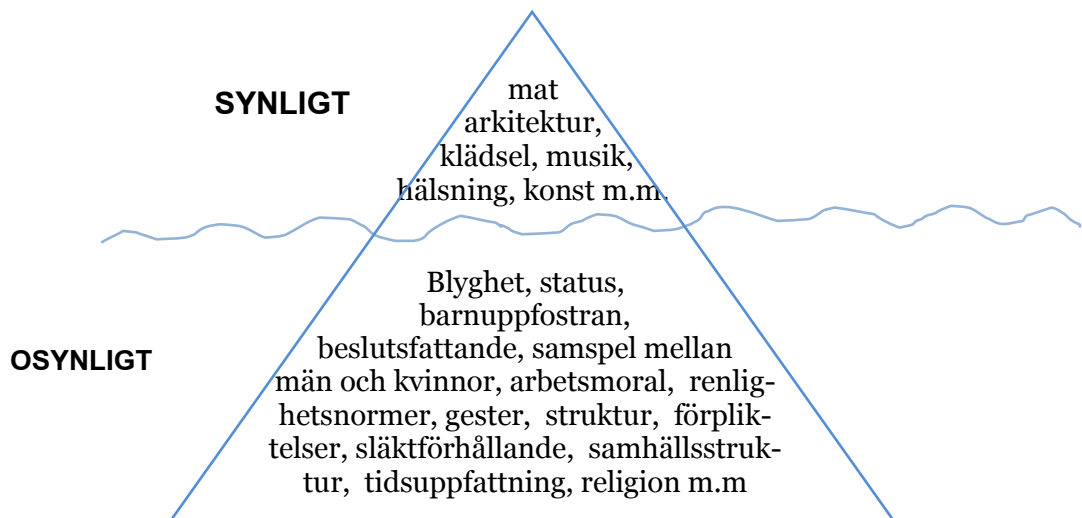 SYNLIGT
mat
arkitektur,
klädsel, musik,
hälsning, konst m.m.
OSYNLIGT
Blyghet, status,
barnuppfostran,
beslutsfattande, samspel mellan
män och kvinnor, arbetsmoral, renlig-
hetsnormer, gester, struktur, förplik-
telser, släktförhållande, samhällsstruk-
tur, tidsuppfattning, religion m.m